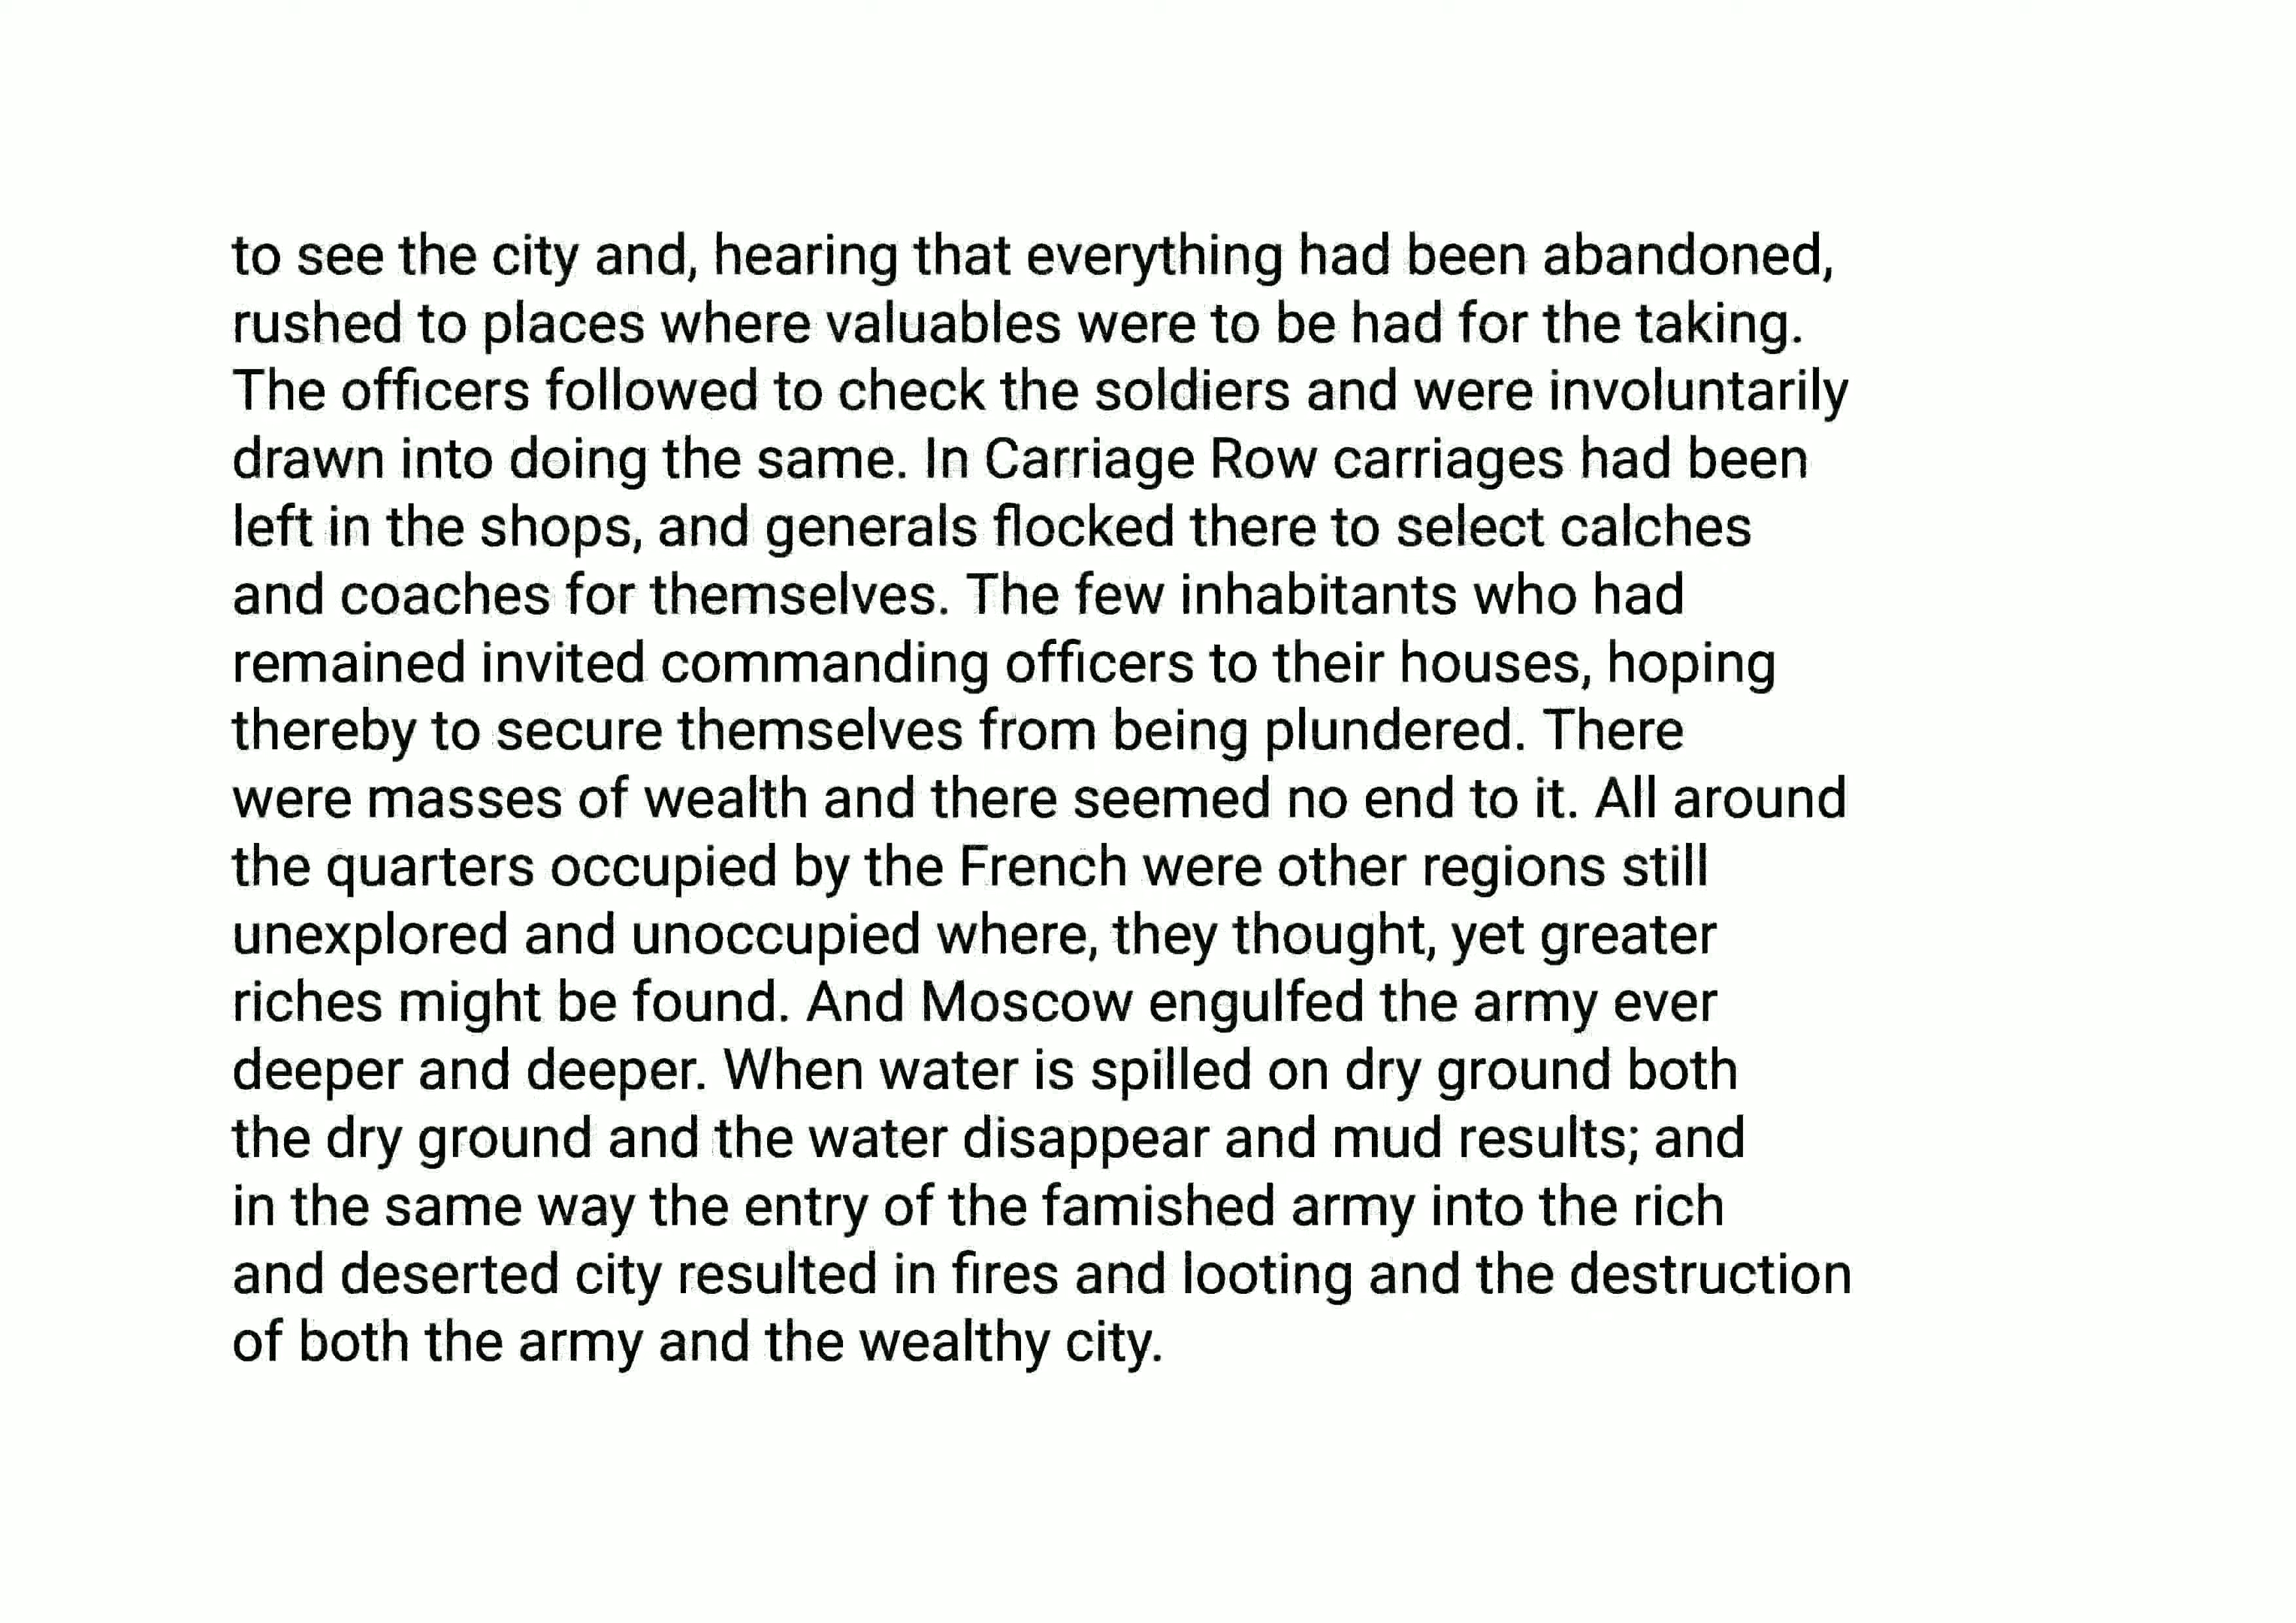 to see the city and, hearing that everything had been abandoned,
rushed to places where valuables were to be had for the taking.
The officers followed to check the soldiers and were involuntarily
drawn into doing the same. In Carriage Row carriages had been
left in the shops, and generals flocked there to select calches
and coaches for themselves. The few inhabitants who had
remained invited commanding officers to their houses, hoping
thereby to secure themselves from being plundered. There
were masses of wealth and there seemed no end to it. All around
the quarters occupied by the French were other regions still
unexplored and unoccupied where, they thought, yet greater
riches might be found. And Moscow engulfed the army ever
deeper and deeper. When water is spilled on dry ground both
the dry ground and the water disappear and mud results; and
in the same way the entry of the famished army into the rich
and deserted city resulted in fires and looting and the destruction
of both the army and the wealthy city.